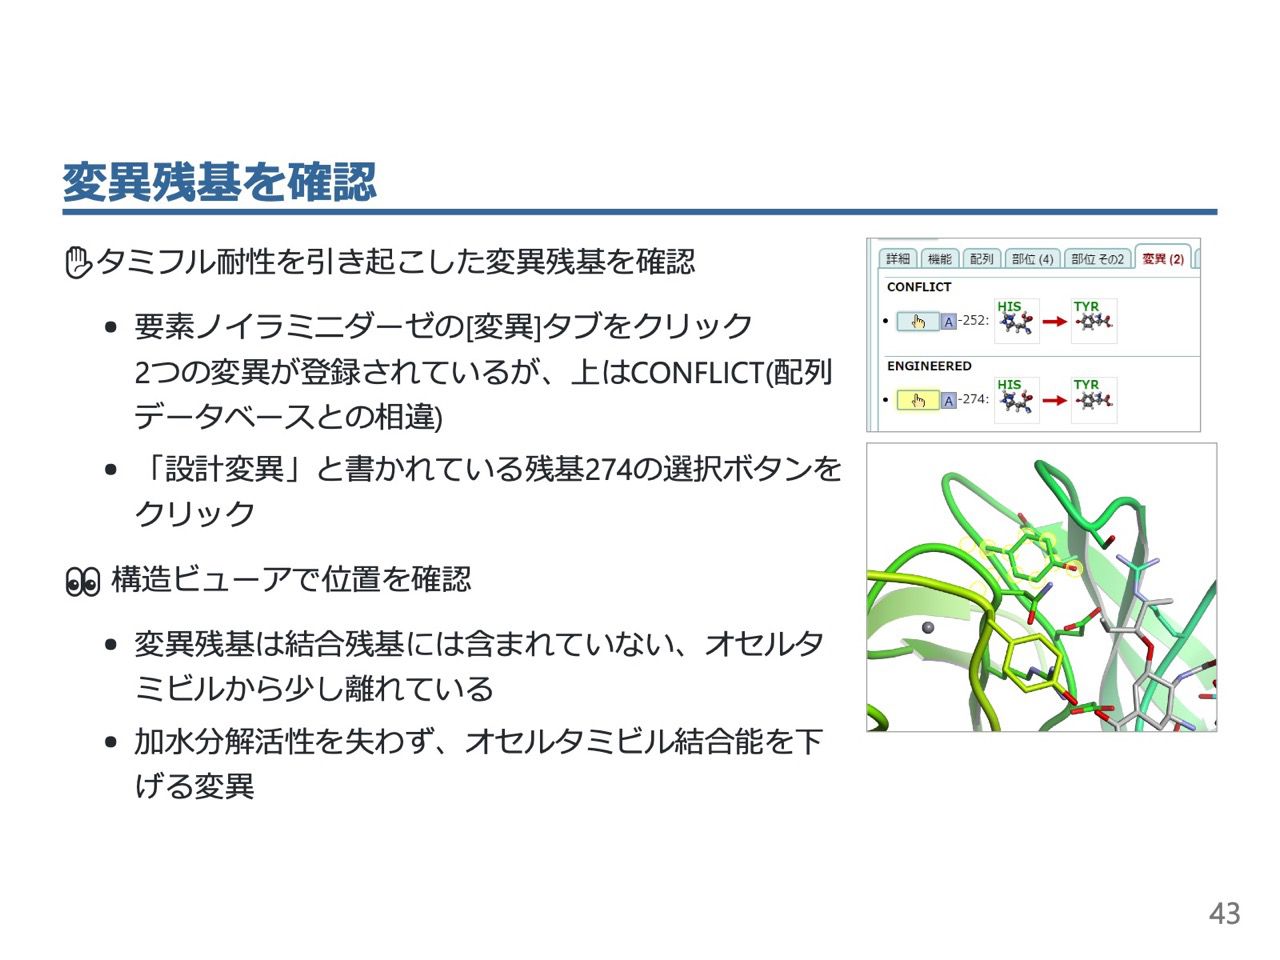 変異残基を確認
✋タミフル耐性を引き起こした変異残基を確認
• 要素ノイラミニダーゼの[変異]タブをクリック
2つの変異が登録されているが、上はCONFLICT(配列
データベースとの相違)
• 「設計変異」と書かれている残基274の選択ボタンを
クリック
👀 構造ビューアで位置を確認
• 変異残基は結合残基には含まれていない、オセルタ
ミビルから少し離れている
• 加水分解活性を失わず、オセルタミビル結合能を下
げる変異
詳細 機能 配列 部位 (4) 部位 その2 変異 (2)
CONFLICT
• A -252: HIS TYR
ENGINEERED
• A -274: HIS TYR
43